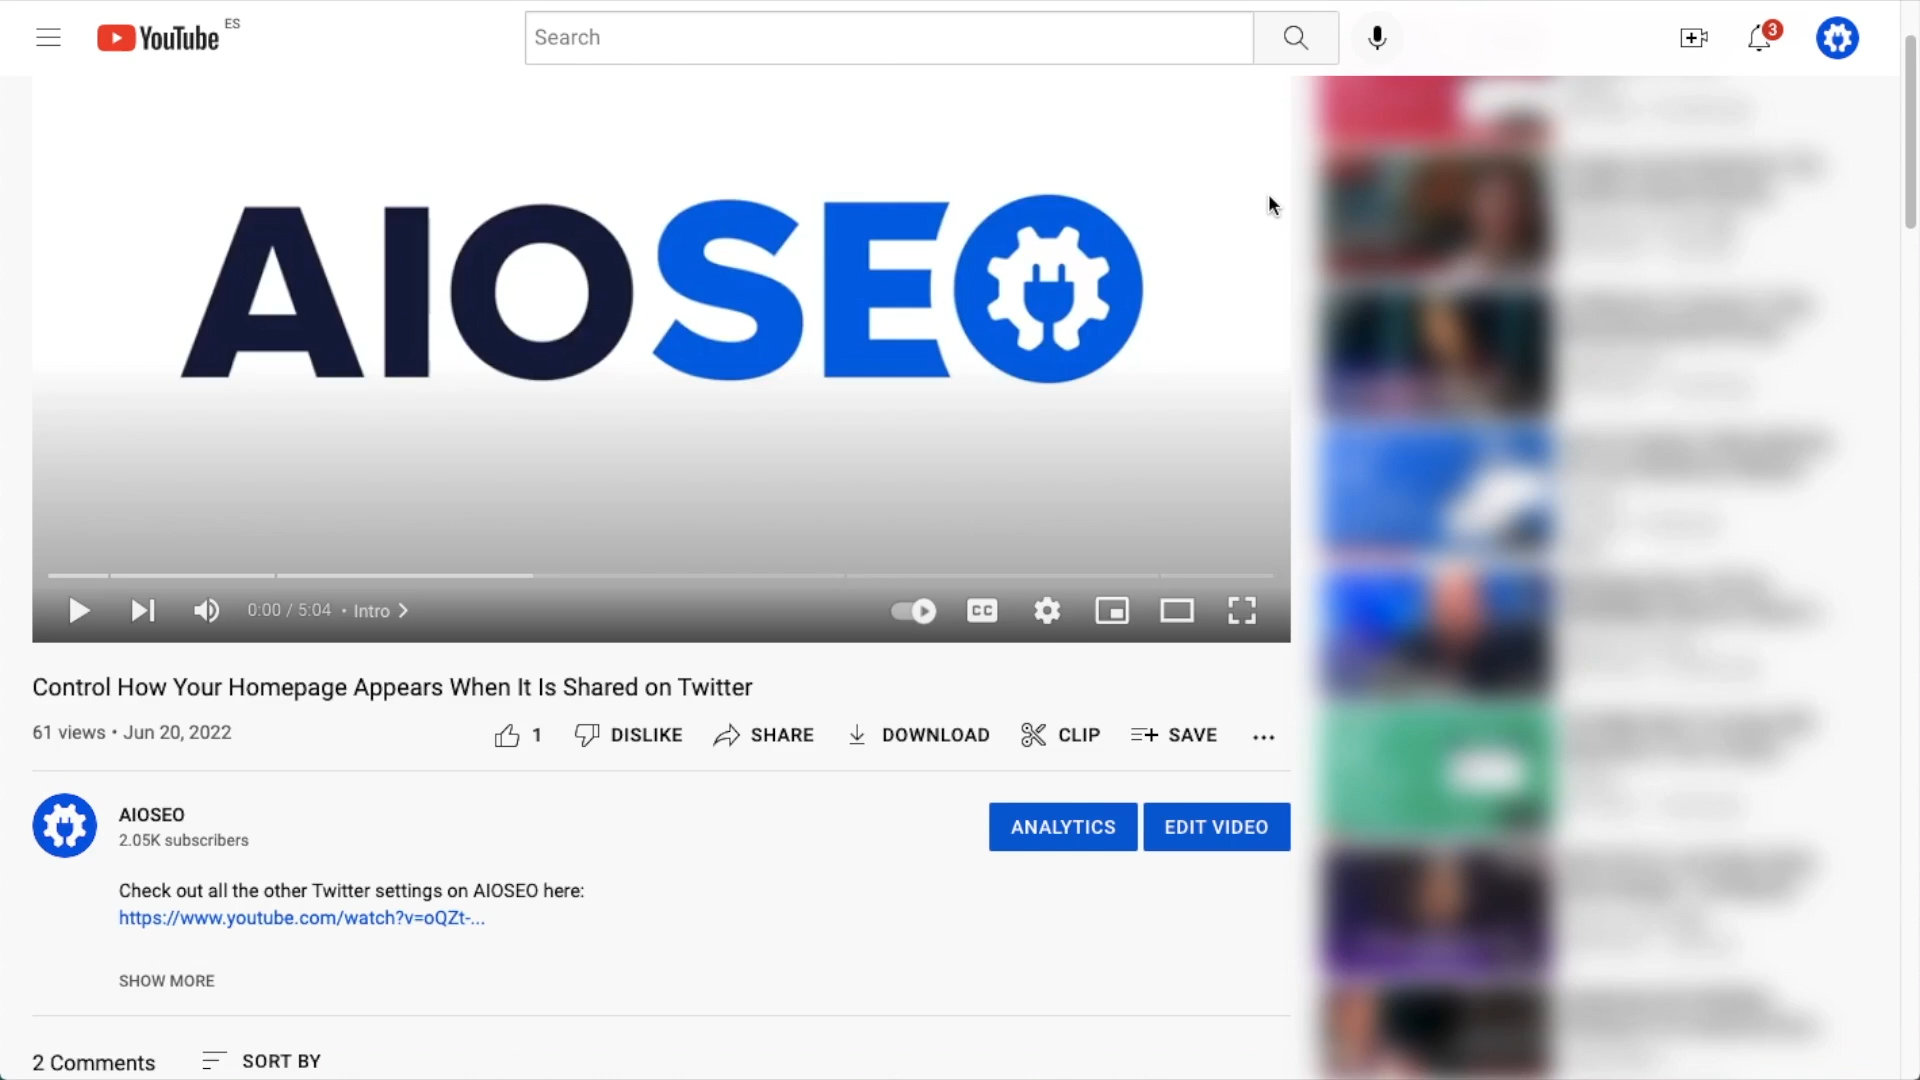 YouTube ES
Search
3
AIOSEO
0:00 / 5:04 • Intro
CC
Control How Your Homepage Appears When It Is Shared on Twitter
61 views • Jun 20, 2022
1 DISLIKE SHARE DOWNLOAD CLIP SAVE ...
AIOSEO
2.05K subscribers
ANALYTICS EDIT VIDEO
Check out all the other Twitter settings on AIOSEO here:
https://www.youtube.com/watch?v=oQZt-...
SHOW MORE
2 Comments SORT BY